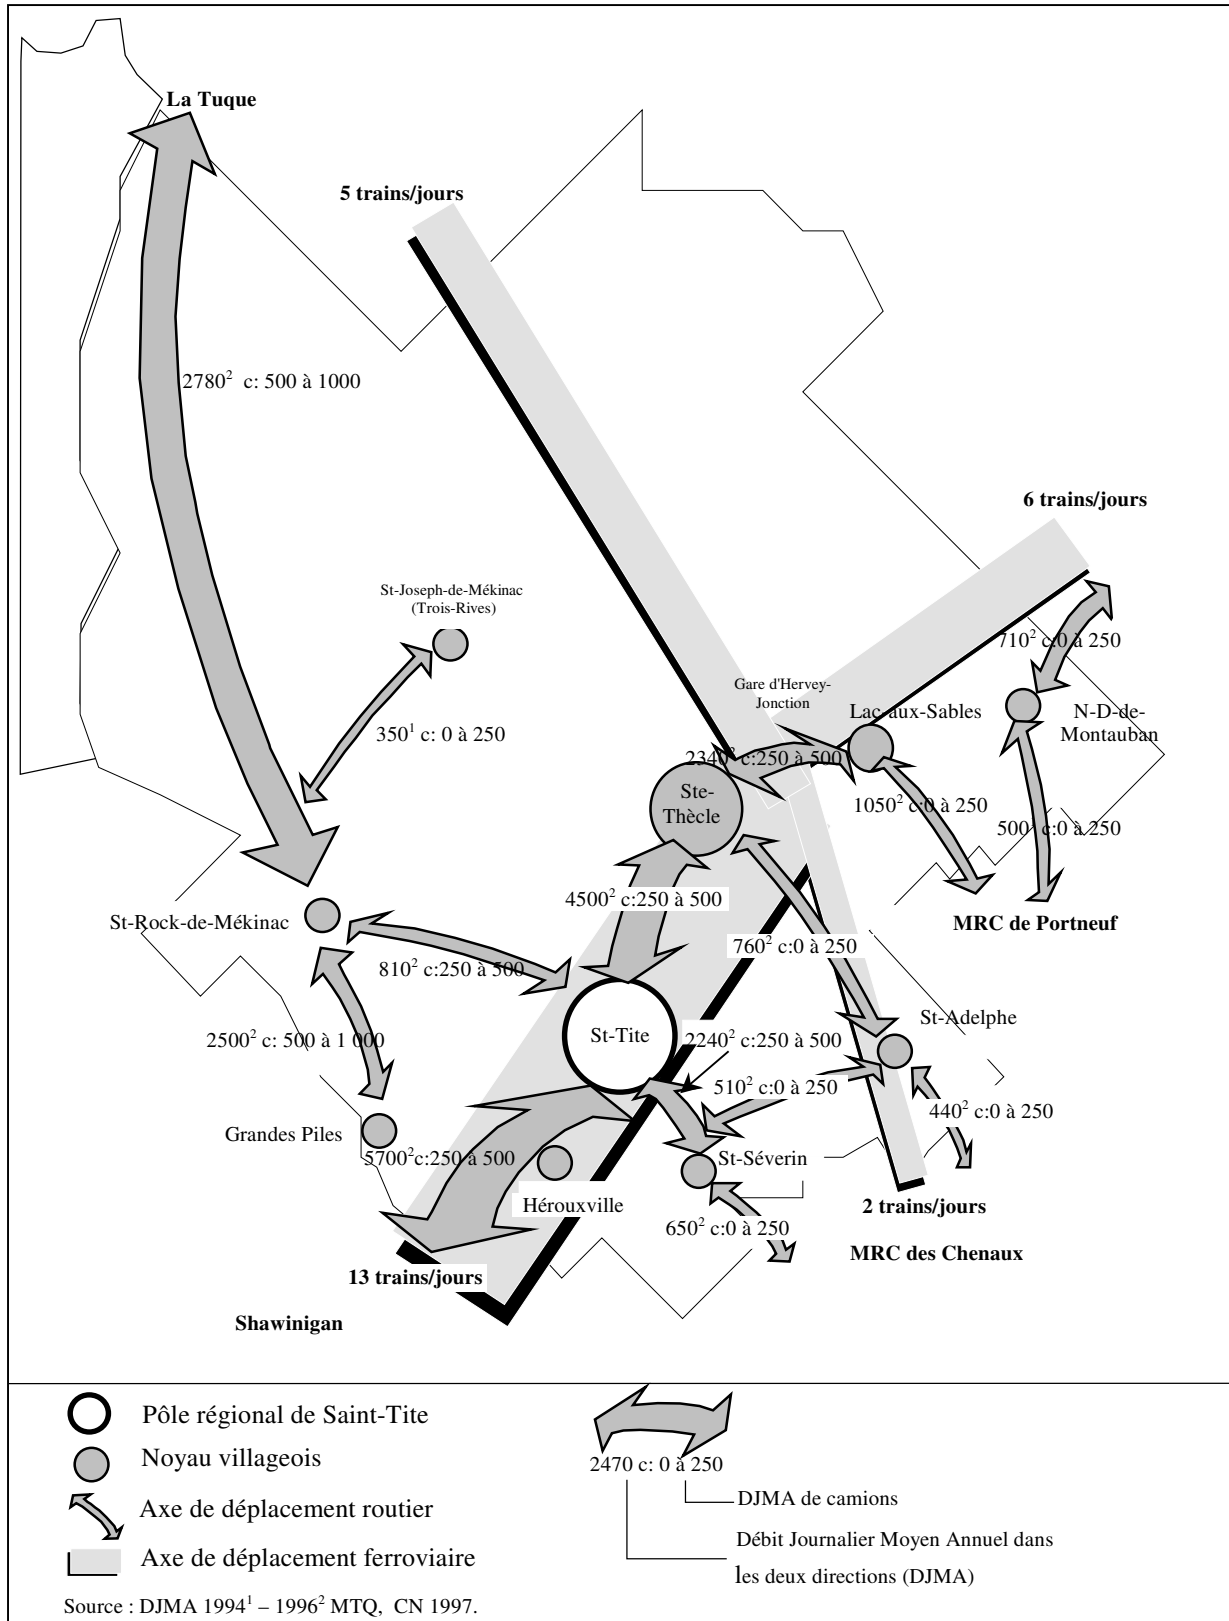 La Tuque
5 trains/jours
2780² c: 500 à 1000
6 trains/jours
St-Joseph-de-Mékinac
(Trois-Rives)
710² c:0 à 250
Gare d'Hervey-
Jonction
Lac-aux-Sables
N-D-de-
Montauban
350¹ c: 0 à 250
2340² c:250 à 500
Ste-
Thècle
1050² c:0 à 250
500¹ c:0 à 250
4500² c:250 à 500
St-Rock-de-Mékinac
MRC de Portneuf
760² c:0 à 250
810² c:250 à 500
St-Adelphe
St-Tite
2240² c:250 à 500
2500² c: 500 à 1 000
510² c:0 à 250
440² c:0 à 250
Grandes Piles
5700²c:250 à 500
St-Séverin
Hérouxville
2 trains/jours
650² c:0 à 250
MRC des Chenaux
13 trains/jours
Shawinigan
Pôle régional de Saint-Tite
Noyau villageois
Axe de déplacement routier
Axe de déplacement ferroviaire
2470 c: 0 à 250
DJMA de camions
Débit Journalier Moyen Annuel dans
les deux directions (DJMA)
Source : DJMA 1994¹ – 1996² MTQ, CN 1997.